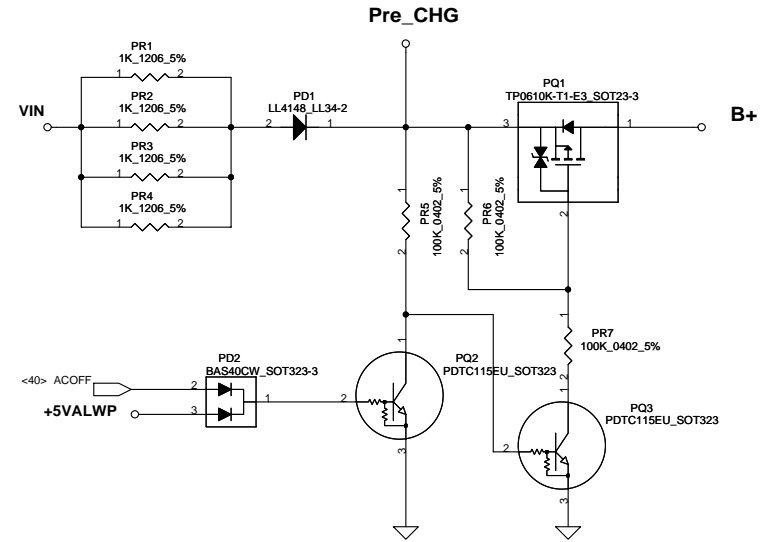 Pre_CHG
PR1
1K_1206_5%
1 2
PR2
1K_1206_5%
1 2
PR3
1K_1206_5%
1 2
PR4
1K_1206_5%
1 2
VIN
PD1
LL4148_LL34-2
2 1
PQ1
TP0610K-T1-E3_SOT23-3
3 1
2
B+
1
PR5
100K_0402_5%
2
1
PR6
100K_0402_5%
2
1
PR7
100K_0402_5%
2
PD2
BAS40CW_SOT323-3
<40> ACOFF
2
+5VALWP
3
1
PQ2
PDTC115EU_SOT323
1
2
3
PQ3
PDTC115EU_SOT323
1
2
3